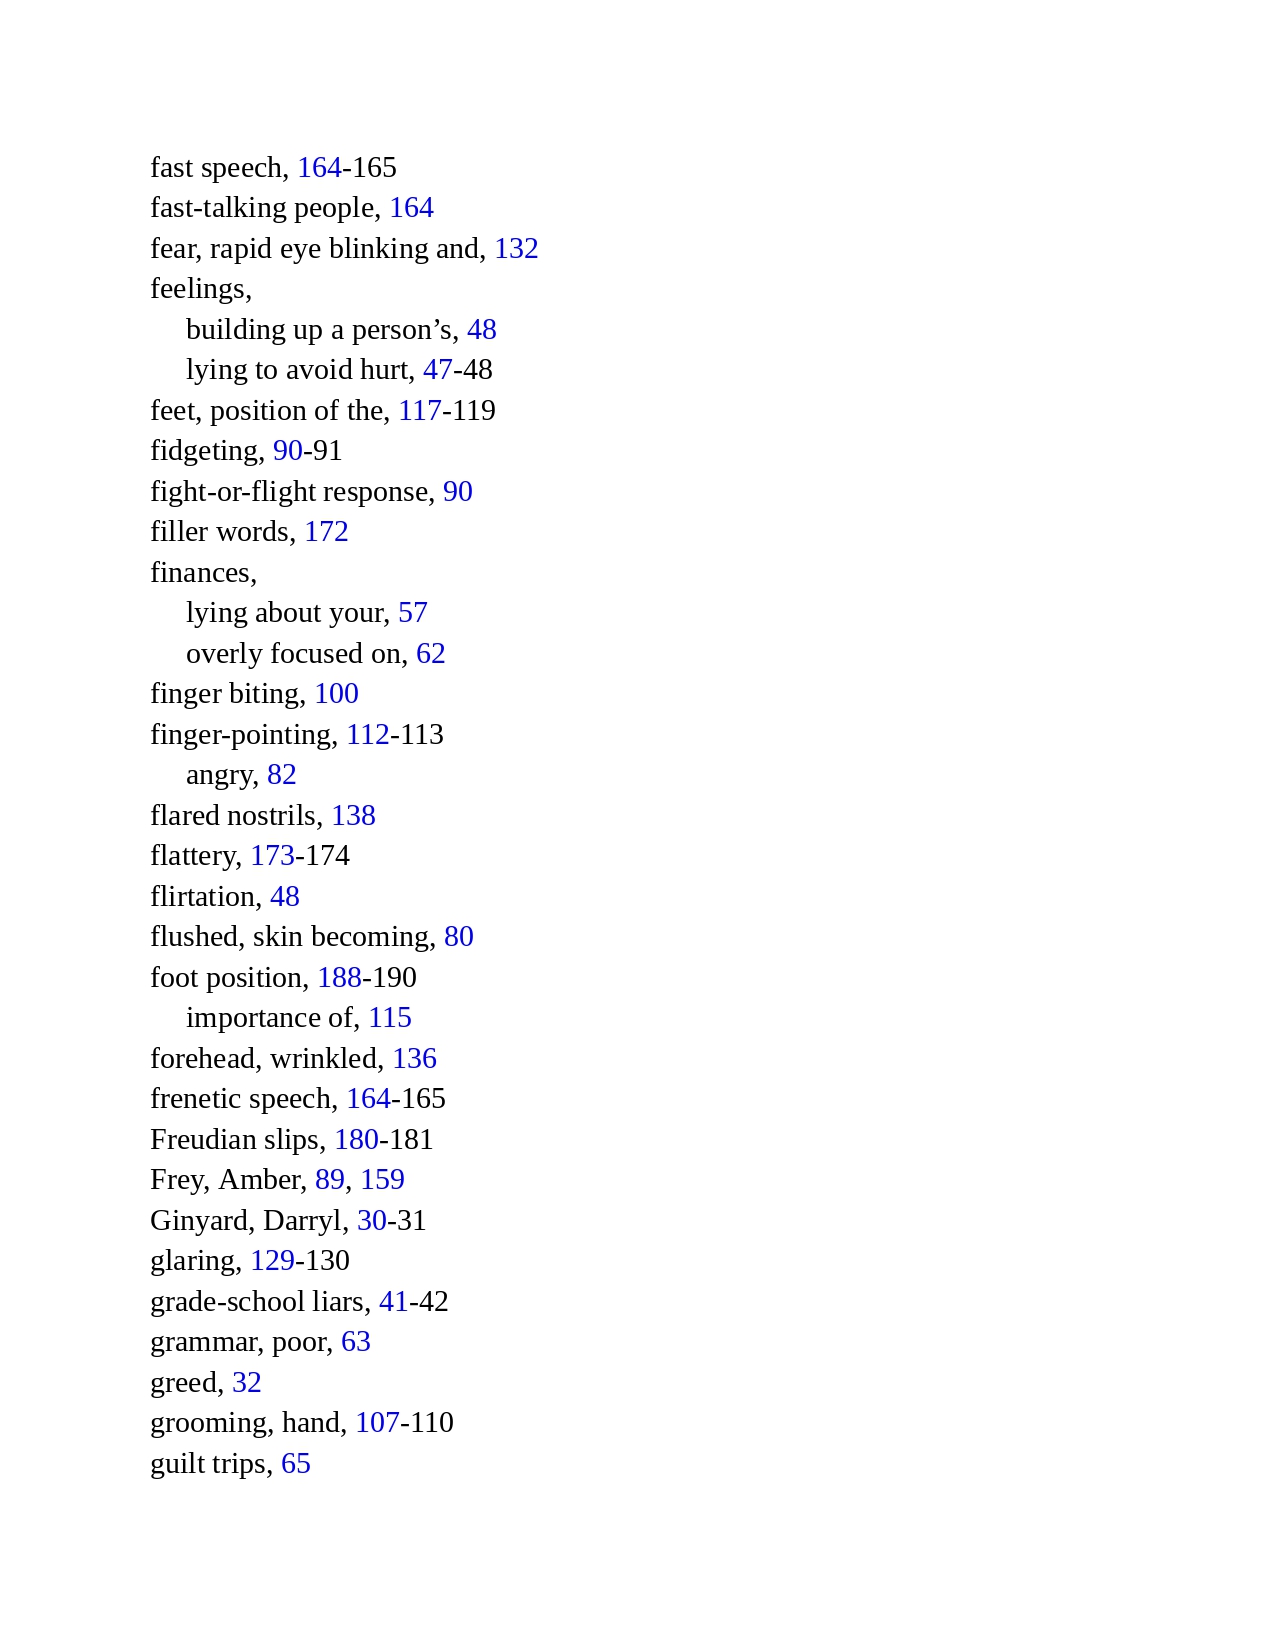 fast speech, 164-165
fast-talking people, 164
fear, rapid eye blinking and, 132
feelings,
building up a person’s, 48
lying to avoid hurt, 47-48
feet, position of the, 117-119
fidgeting, 90-91
fight-or-flight response, 90
filler words, 172
finances,
lying about your, 57
overly focused on, 62
finger biting, 100
finger-pointing, 112-113
angry, 82
flared nostrils, 138
flattery, 173-174
flirtation, 48
flushed, skin becoming, 80
foot position, 188-190
importance of, 115
forehead, wrinkled, 136
frenetic speech, 164-165
Freudian slips, 180-181
Frey, Amber, 89, 159
Ginyard, Darryl, 30-31
glaring, 129-130
grade-school liars, 41-42
grammar, poor, 63
greed, 32
grooming, hand, 107-110
guilt trips, 65